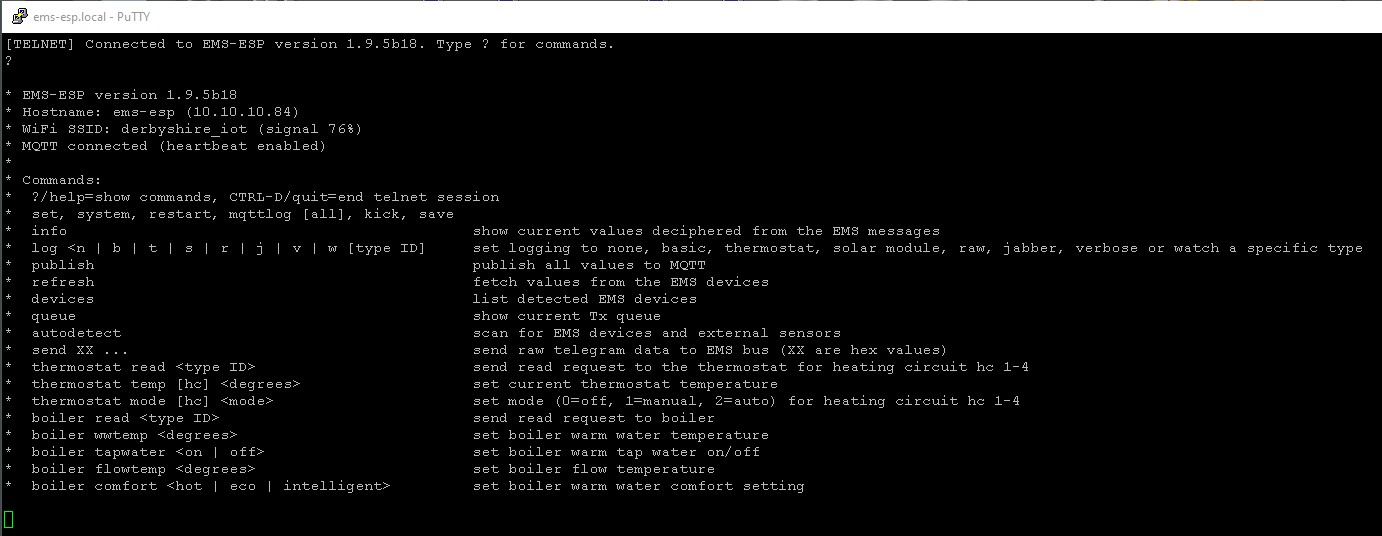 ems-esp.local - PuTTY
[TELNET] Connected to EMS-ESP version 1.9.5b18. Type ? for commands.
?
* EMS-ESP version 1.9.5b18
* Hostname: ems-esp (10.10.10.84)
* WiFi SSID: derbyshire_iot (signal 76%)
* MQTT connected (heartbeat enabled)
*
* Commands:
*  ?/help=show commands, CTRL-D/quit=end telnet session
*  set, system, restart, mqttlog [all], kick, save
*  info show current values deciphered from the EMS messages
*  log <n | b | t | s | r | j | v | w [type ID] set logging to none, basic, thermostat, solar module, raw, jabber, verbose or watch a specific type
*  publish publish all values to MQTT
*  refresh fetch values from the EMS devices
*  devices list detected EMS devices
*  queue show current Tx queue
*  autodetect scan for EMS devices and external sensors
*  send XX ... send raw telegram data to EMS bus (XX are hex values)
*  thermostat read <type ID> send read request to the thermostat for heating circuit hc 1-4
*  thermostat temp [hc] <degrees> set current thermostat temperature
*  thermostat mode [hc] <mode> set mode (0=off, 1=manual, 2=auto) for heating circuit hc 1-4
*  boiler read <type ID> send read request to boiler
*  boiler wwtemp <degrees> set boiler warm water temperature
*  boiler tapwater <on | off> set boiler warm tap water on/off
*  boiler flowtemp <degrees> set boiler flow temperature
*  boiler comfort <hot | eco | intelligent> set boiler warm water comfort setting